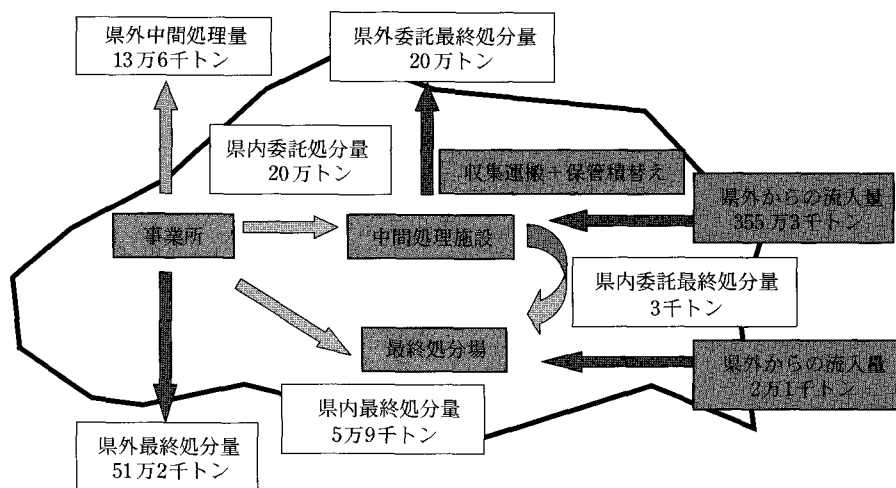 県外中間処理量
13万6千トン
県外委託最終処分量
20万トン
県内委託処分量
20万トン
収集運搬+保管積替え
県外からの流入量
355万3千トン
事業所
中間処理施設
県内委託最終処分量
3千トン
最終処分場
県外からの流入量
2万1千トン
県内最終処分量
5万9千トン
県外最終処分量
51万2千トン